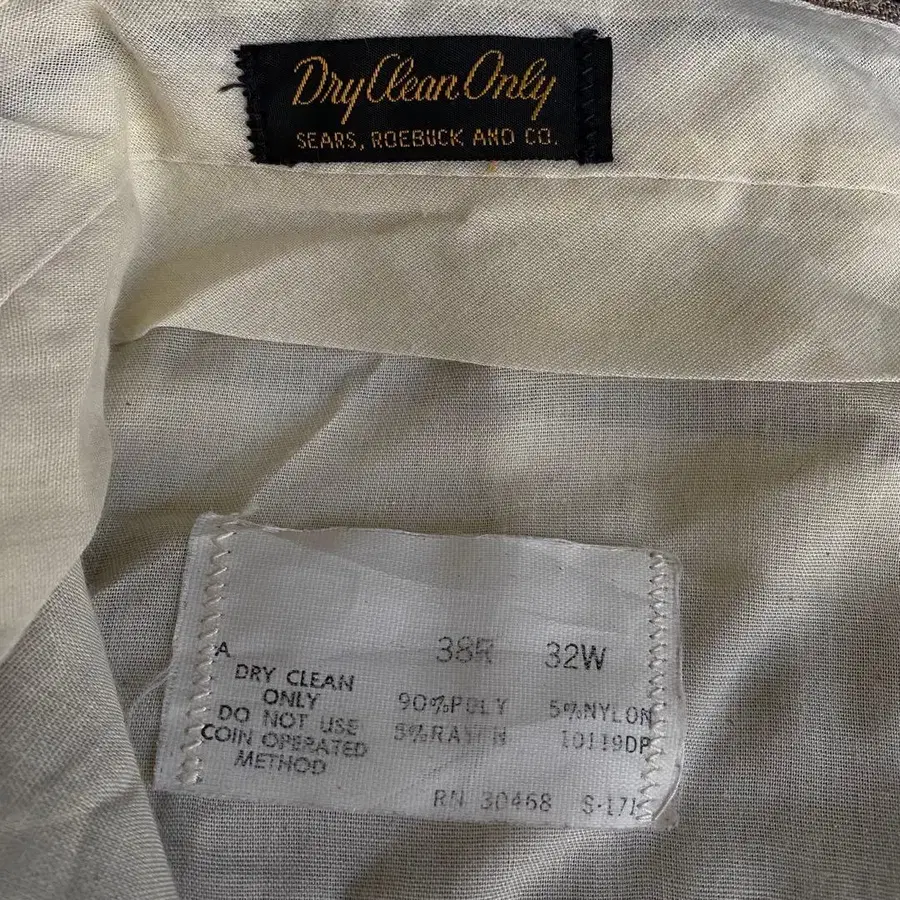 Dry Clean Only
SEARS, ROEBUCK AND CO.
A 38R 32W
DRY CLEAN
ONLY
90% POLY 5% NYLON
DO NOT USE
5% RAYON 10119DP
COIN OPERATED
METHOD
RN 30468 S-171